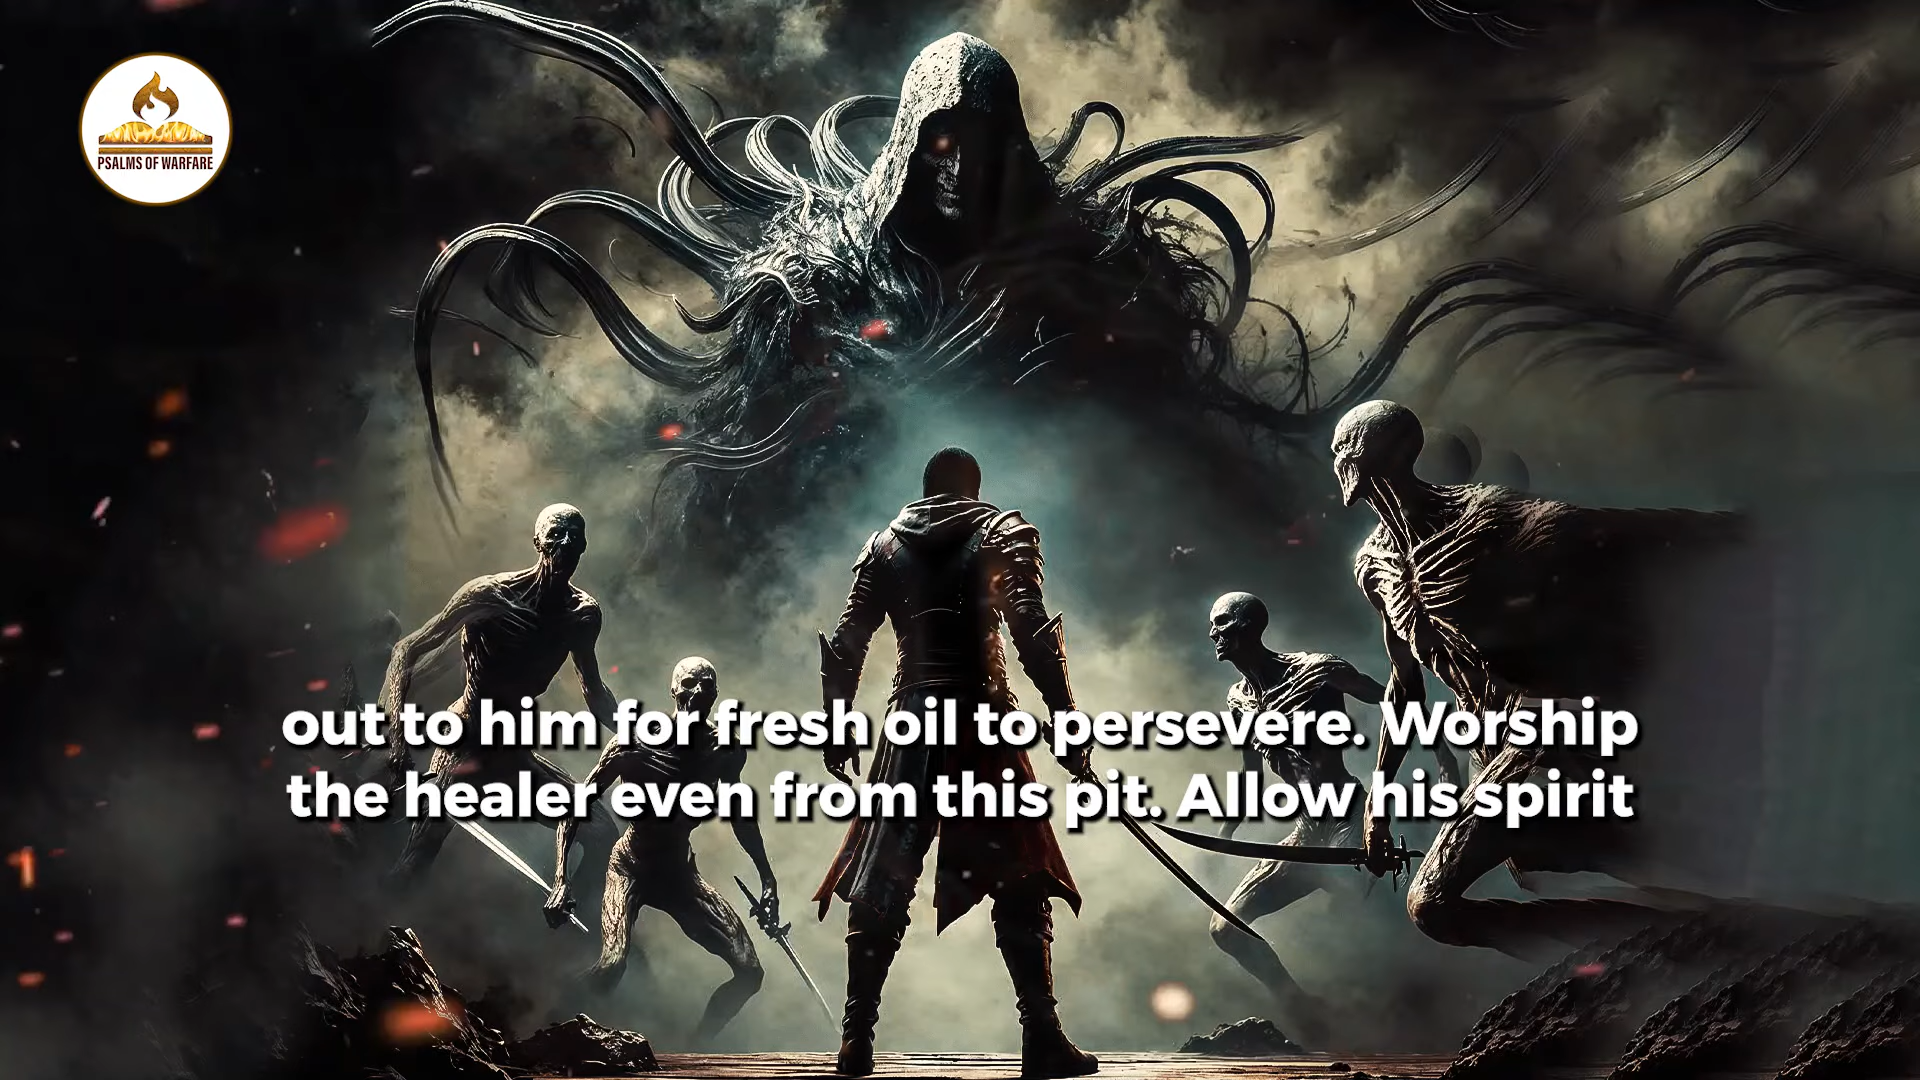 PSALMS OF WARFARE
out to him for fresh oil to persevere. Worship
the healer even from this pit. Allow his spirit